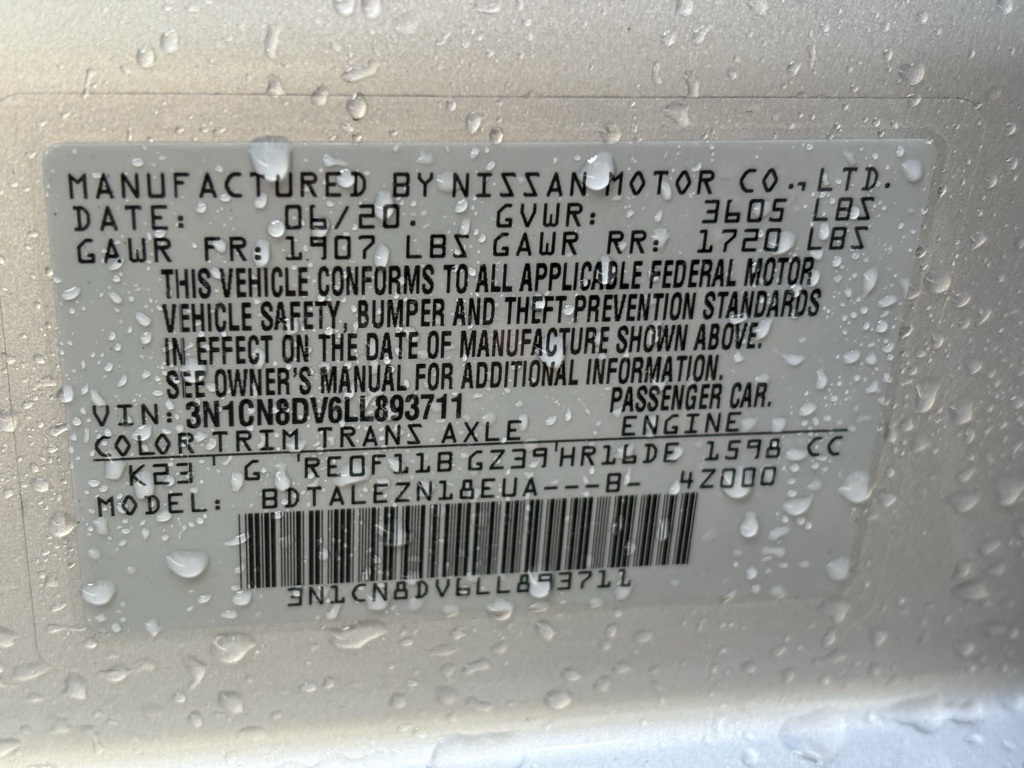 MANUFACTURED BY NISSAN MOTOR CO., LTD.
DATE: 06/20. GVWR: 3605 LBS
GAWR FR: 1907 LBS GAWR RR: 1720 LBS
THIS VEHICLE CONFORMS TO ALL APPLICABLE FEDERAL MOTOR
VEHICLE SAFETY, BUMPER AND THEFT PREVENTION STANDARDS
IN EFFECT ON THE DATE OF MANUFACTURE SHOWN ABOVE.
SEE OWNER'S MANUAL FOR ADDITIONAL INFORMATION.
VIN: 3N1CN8DV6LL893711 PASSENGER CAR.
COLOR TRIM TRANS AXLE ENGINE
K23 G RE0F11B GZ39 HR16DE 1598 CC
MODEL: BDTALEZN18EUA---B- 4Z000
3N1CN8DV6LL893711